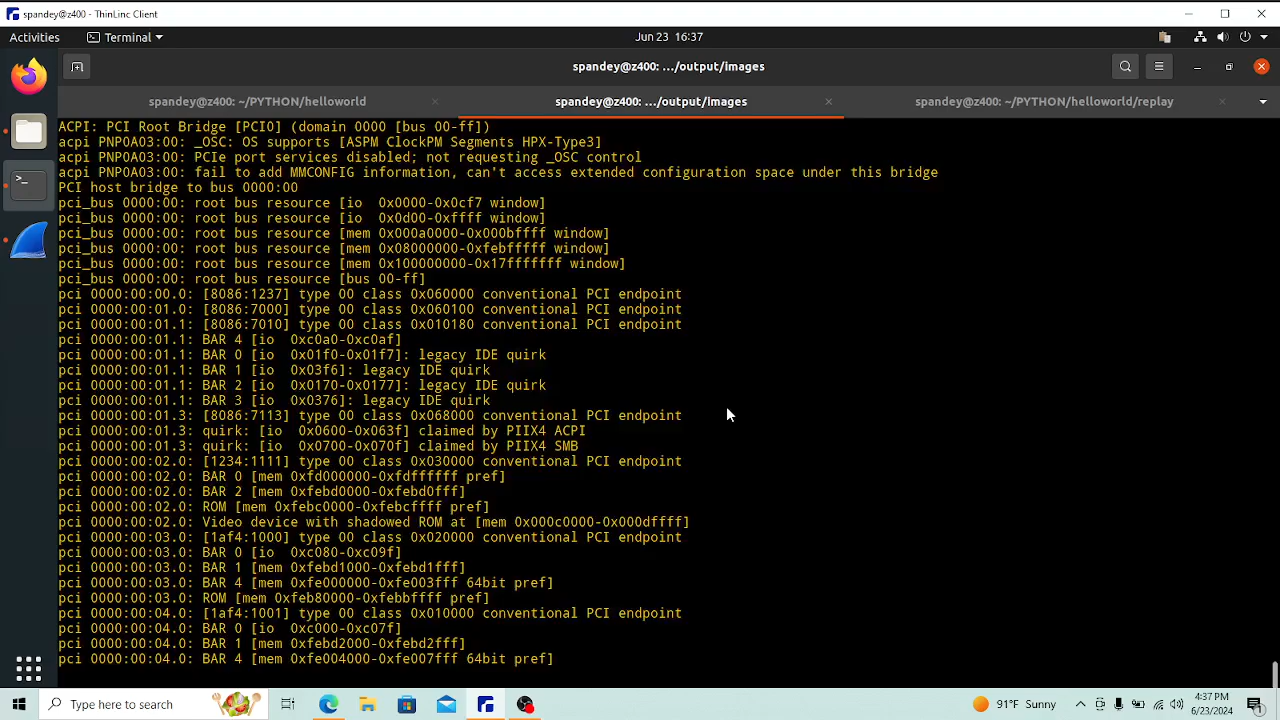 spandey@z400 - ThinLinc Client
Activities
Terminal
Jun 23 16:37
spandey@z400: .../output/images
spandey@z400: ~/PYTHON/helloworld
spandey@z400: .../output/images
spandey@z400: ~/PYTHON/helloworld/replay
ACPI: PCI Root Bridge [PCI0] (domain 0000 [bus 00-ff])
acpi PNP0A03:00: _OSC: OS supports [ASPM ClockPM Segments HPX-Type3]
acpi PNP0A03:00: PCIe port services disabled; not requesting _OSC control
acpi PNP0A03:00: fail to add MMCONFIG information, can't access extended configuration space under this bridge
PCI host bridge to bus 0000:00
pci_bus 0000:00: root bus resource [io  0x0000-0x0cf7 window]
pci_bus 0000:00: root bus resource [io  0x0d00-0xffff window]
pci_bus 0000:00: root bus resource [mem 0x000a0000-0x000bffff window]
pci_bus 0000:00: root bus resource [mem 0x08000000-0xfebfffff window]
pci_bus 0000:00: root bus resource [mem 0x100000000-0x17fffffff window]
pci_bus 0000:00: root bus resource [bus 00-ff]
pci 0000:00:00.0: [8086:1237] type 00 class 0x060000 conventional PCI endpoint
pci 0000:00:01.0: [8086:7000] type 00 class 0x060100 conventional PCI endpoint
pci 0000:00:01.1: [8086:7010] type 00 class 0x010180 conventional PCI endpoint
pci 0000:00:01.1: BAR 4 [io  0xc0a0-0xc0af]
pci 0000:00:01.1: BAR 0 [io  0x01f0-0x01f7]: legacy IDE quirk
pci 0000:00:01.1: BAR 1 [io  0x03f6]: legacy IDE quirk
pci 0000:00:01.1: BAR 2 [io  0x0170-0x0177]: legacy IDE quirk
pci 0000:00:01.1: BAR 3 [io  0x0376]: legacy IDE quirk
pci 0000:00:01.3: [8086:7113] type 00 class 0x068000 conventional PCI endpoint
pci 0000:00:01.3: quirk: [io  0x0600-0x063f] claimed by PIIX4 ACPI
pci 0000:00:01.3: quirk: [io  0x0700-0x070f] claimed by PIIX4 SMB
pci 0000:00:02.0: [1234:1111] type 00 class 0x030000 conventional PCI endpoint
pci 0000:00:02.0: BAR 0 [mem 0xfd000000-0xfdffffff pref]
pci 0000:00:02.0: BAR 2 [mem 0xfebd0000-0xfebd0fff]
pci 0000:00:02.0: ROM [mem 0xfebc0000-0xfebcffff pref]
pci 0000:00:02.0: Video device with shadowed ROM at [mem 0x000c0000-0x000dffff]
pci 0000:00:03.0: [1af4:1000] type 00 class 0x020000 conventional PCI endpoint
pci 0000:00:03.0: BAR 0 [io  0xc080-0xc09f]
pci 0000:00:03.0: BAR 1 [mem 0xfebd1000-0xfebd1fff]
pci 0000:00:03.0: BAR 4 [mem 0xfe000000-0xfe003fff 64bit pref]
pci 0000:00:03.0: ROM [mem 0xfeb80000-0xfebbffff pref]
pci 0000:00:04.0: [1af4:1001] type 00 class 0x010000 conventional PCI endpoint
pci 0000:00:04.0: BAR 0 [io  0xc000-0xc07f]
pci 0000:00:04.0: BAR 1 [mem 0xfebd2000-0xfebd2fff]
pci 0000:00:04.0: BAR 4 [mem 0xfe004000-0xfe007fff 64bit pref]
Type here to search
91°F Sunny
4:37 PM
6/23/2024
1